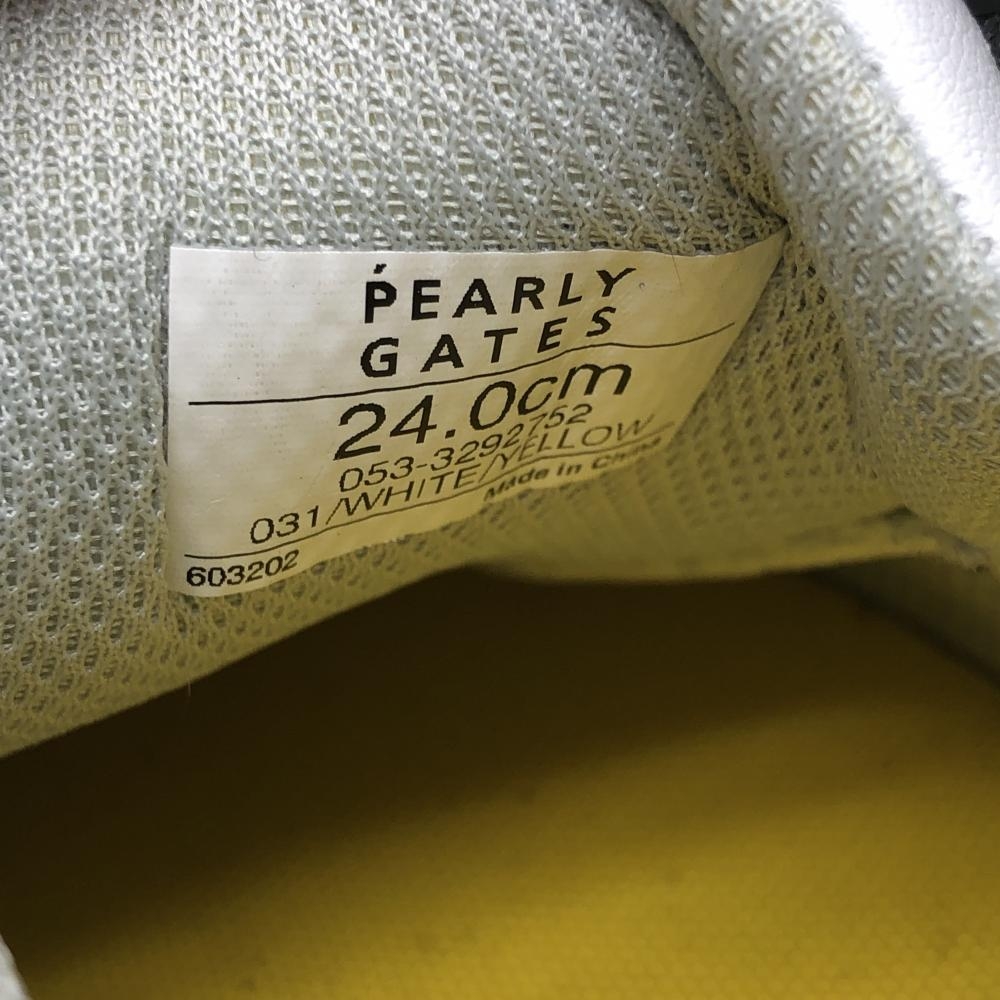 PEARLY
GATES
24.0cm
053-3292752
031/WHITE/YELLOW
Made in China
603202